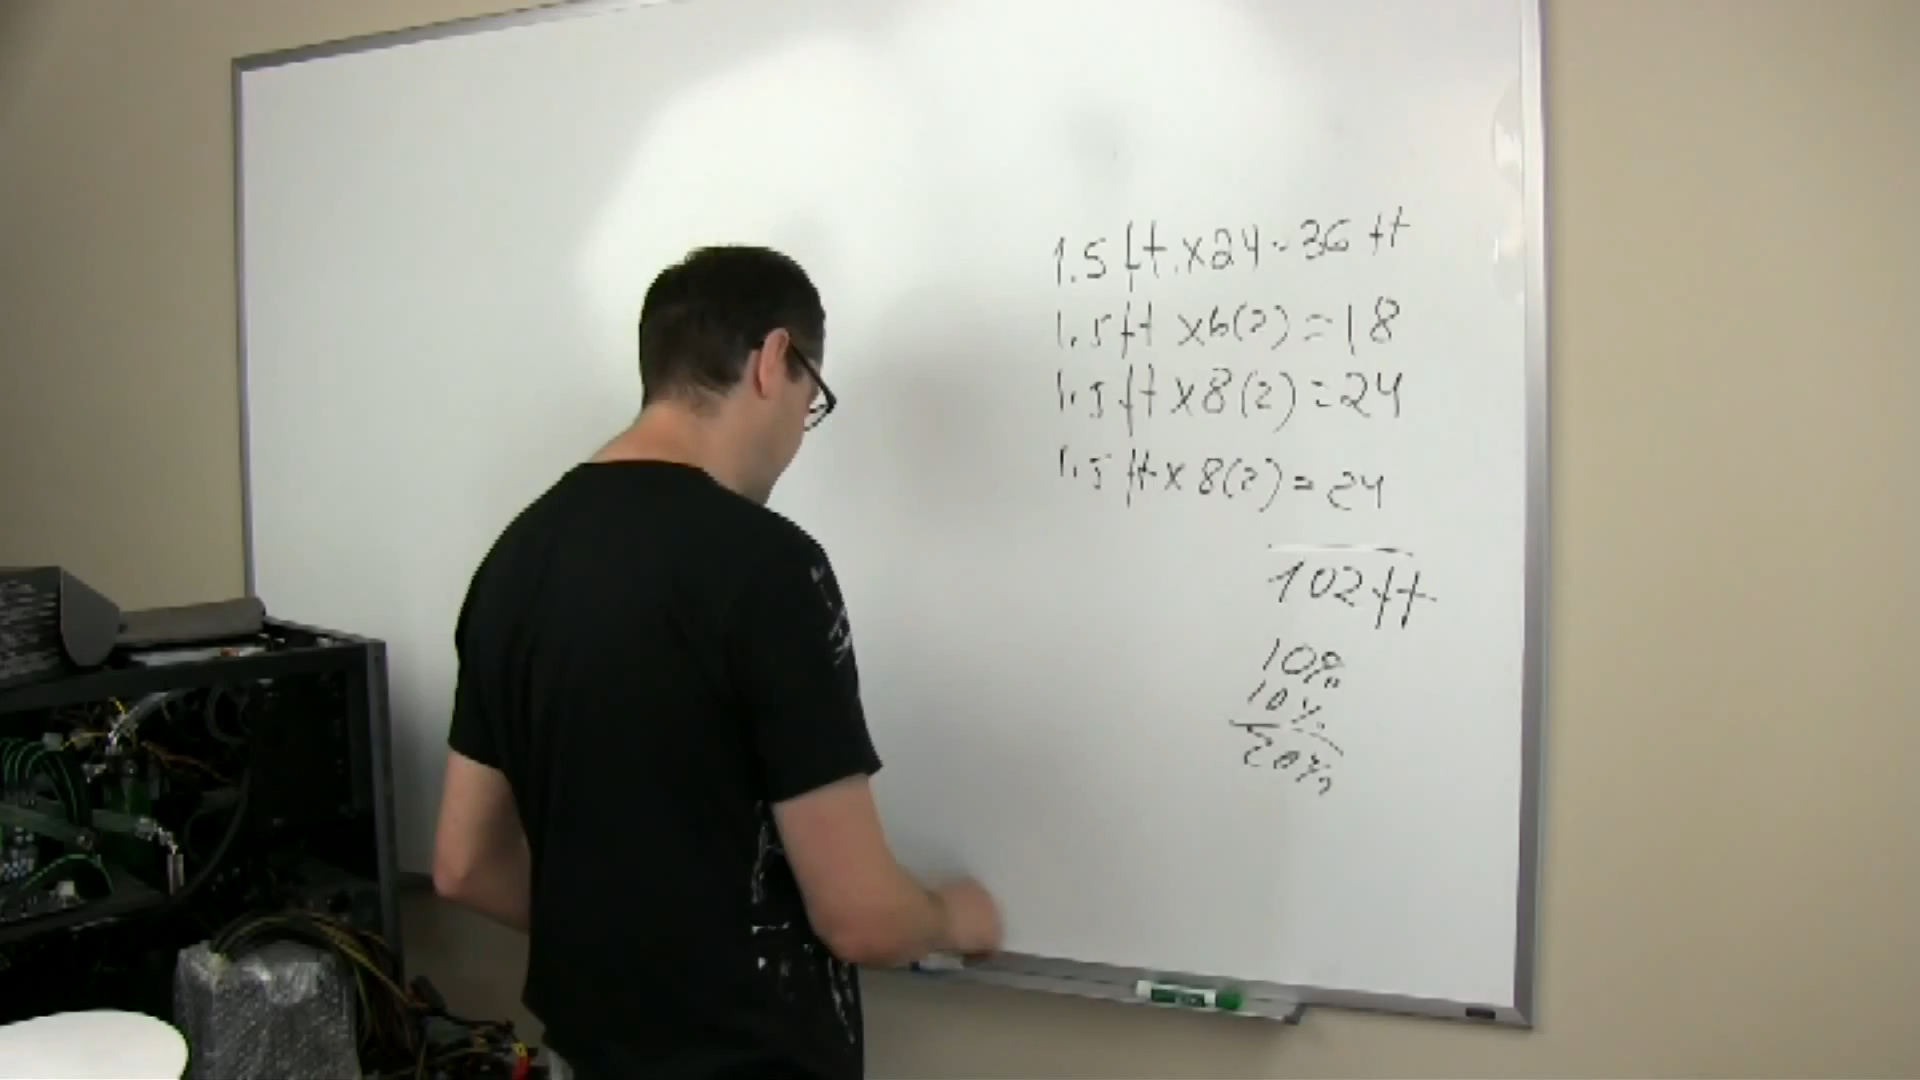 1.5 ft. x24 - 36 ft
1.5 ft x6(2) = 18
1.5 ft x8(2) = 24
1.5 ft x 8(2) = 24
102 ft
10%
10%
20%